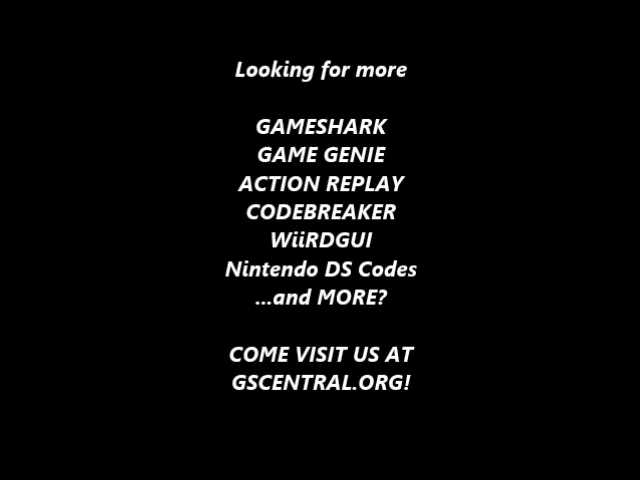 Looking for more
GAMESHARK
GAME GENIE
ACTION REPLAY
CODEBREAKER
WiiRDGUI
Nintendo DS Codes
...and MORE?
COME VISIT US AT
GSCENTRAL.ORG!